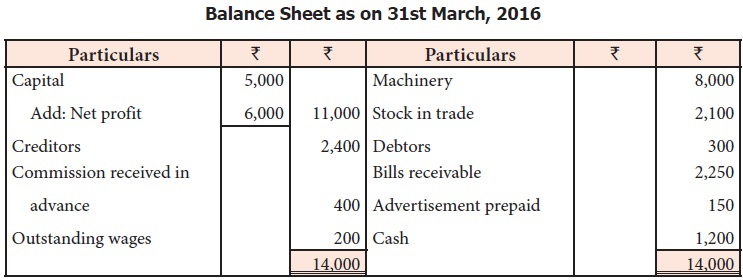 Balance Sheet as on 31st March, 2016
Particulars ₹ ₹ Particulars ₹ ₹
Capital 5,000 Machinery 8,000
Add: Net profit 6,000 11,000 Stock in trade 2,100
Creditors 2,400 Debtors 300
Commission received in Bills receivable 2,250
advance 400 Advertisement prepaid 150
Outstanding wages 200 Cash 1,200
14,000 14,000